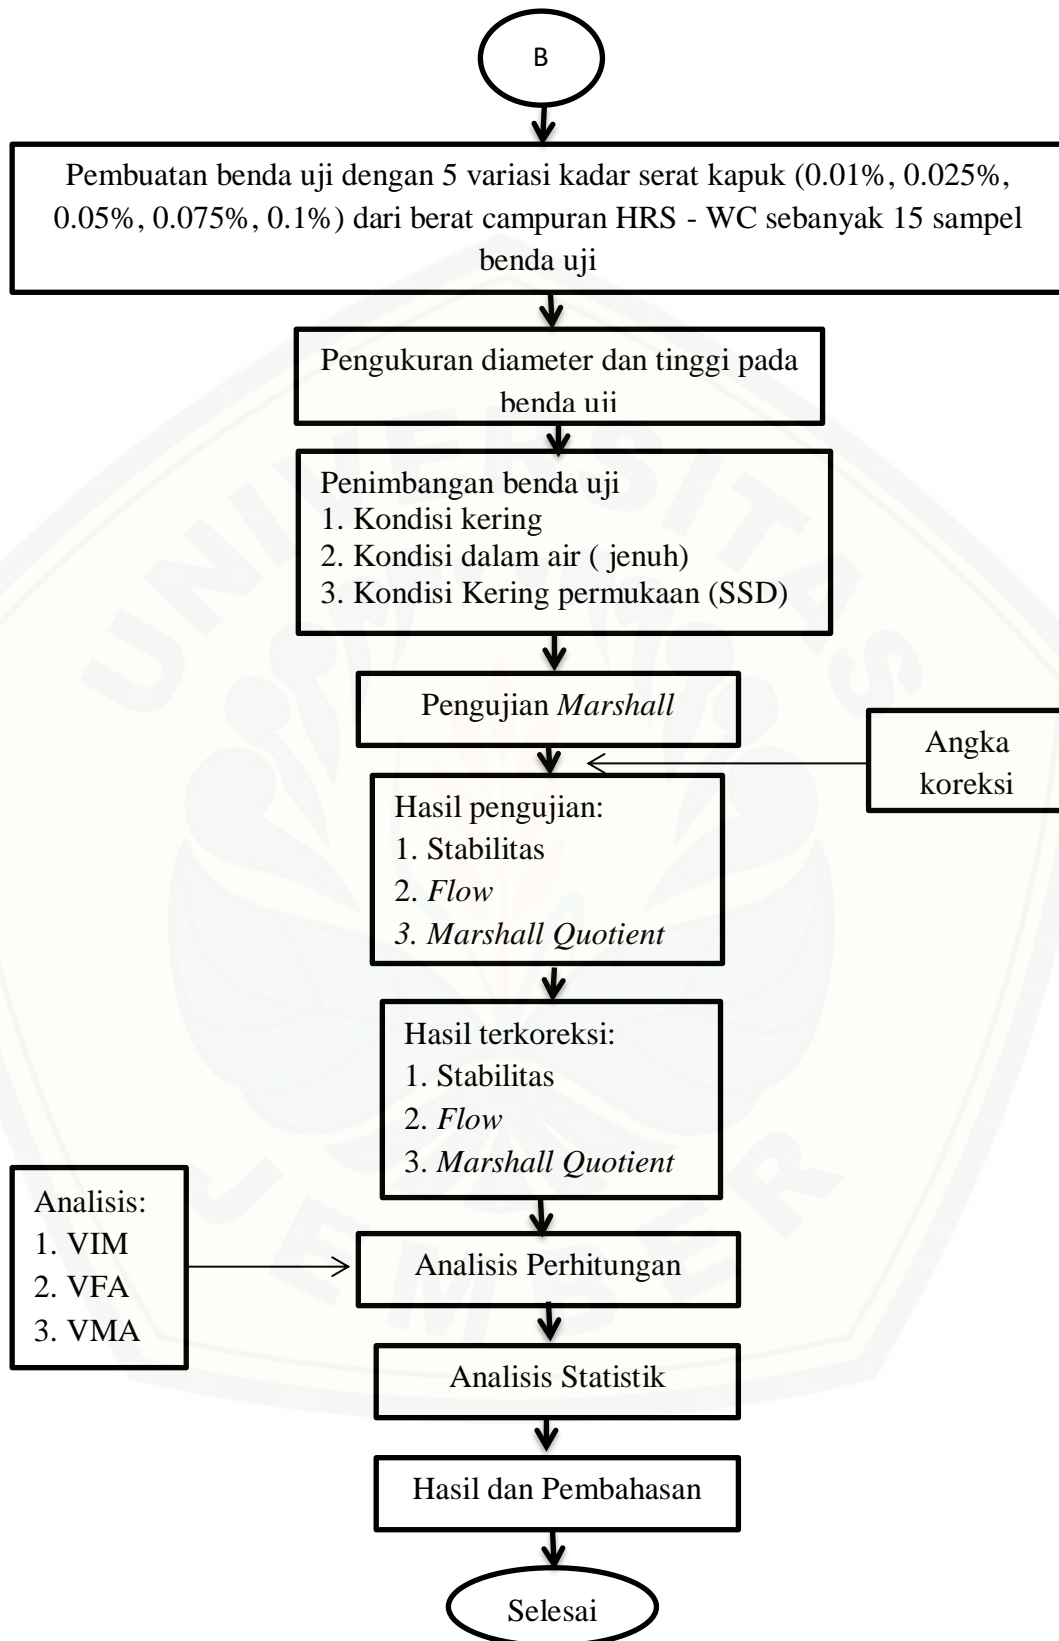 B
Pembuatan benda uji dengan 5 variasi kadar serat kapuk (0.01%, 0.025%,
0.05%, 0.075%, 0.1%) dari berat campuran HRS - WC sebanyak 15 sampel
benda uji
Pengukuran diameter dan tinggi pada
benda uji
Penimbangan benda uji
1. Kondisi kering
2. Kondisi dalam air ( jenuh)
3. Kondisi Kering permukaan (SSD)
Pengujian Marshall
Angka
koreksi
Hasil pengujian:
1. Stabilitas
2. Flow
3. Marshall Quotient
Hasil terkoreksi:
1. Stabilitas
2. Flow
3. Marshall Quotient
Analisis:
1. VIM
2. VFA
3. VMA
Analisis Perhitungan
Analisis Statistik
Hasil dan Pembahasan
Selesai
UNIVERSITAS
JEMBER